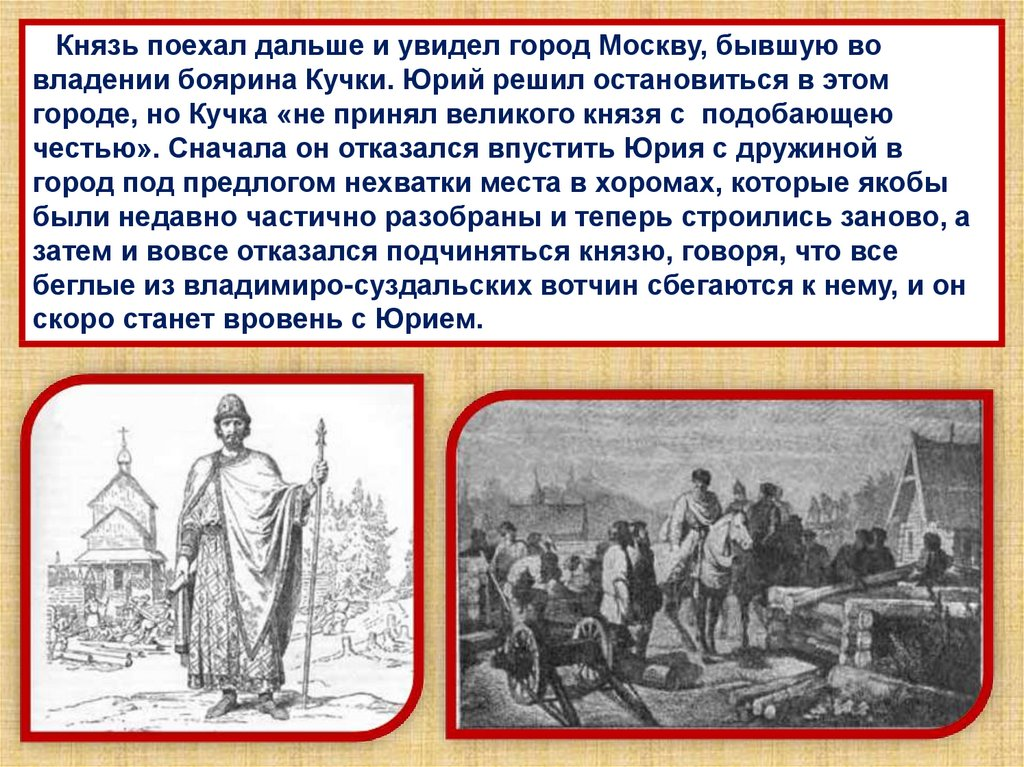 Князь поехал дальше и увидел город Москву, бывшую во
владении боярина Кучки. Юрий решил остановиться в этом
городе, но Кучка «не принял великого князя с  подобающею
честью». Сначала он отказался впустить Юрия с дружиной в
город под предлогом нехватки места в хоромах, которые якобы
были недавно частично разобраны и теперь строились заново, а
затем и вовсе отказался подчиняться князю, говоря, что все
беглые из владимиро-суздальских вотчин сбегаются к нему, и он
скоро станет вровень с Юрием.